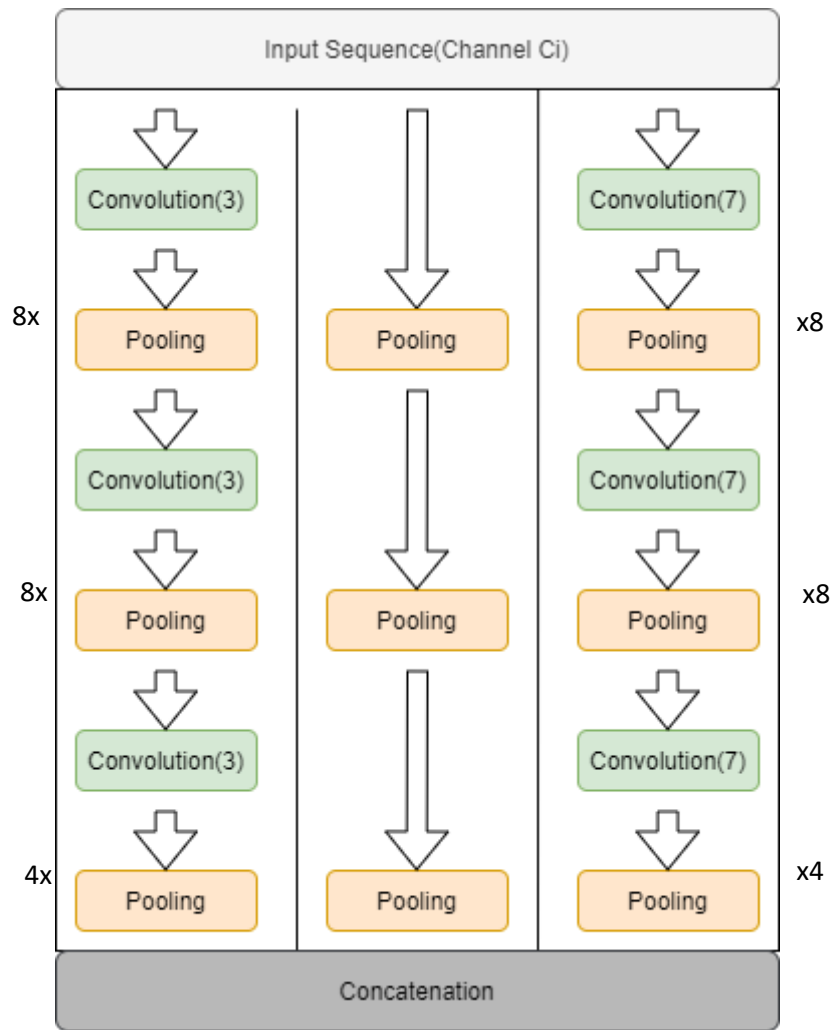 Input Sequence(Channel Ci)
Convolution(3)
Convolution(7)
8x
Pooling
Pooling
Pooling
x8
Convolution(3)
Convolution(7)
8x
Pooling
Pooling
Pooling
x8
Convolution(3)
Convolution(7)
4x
Pooling
Pooling
Pooling
x4
Concatenation